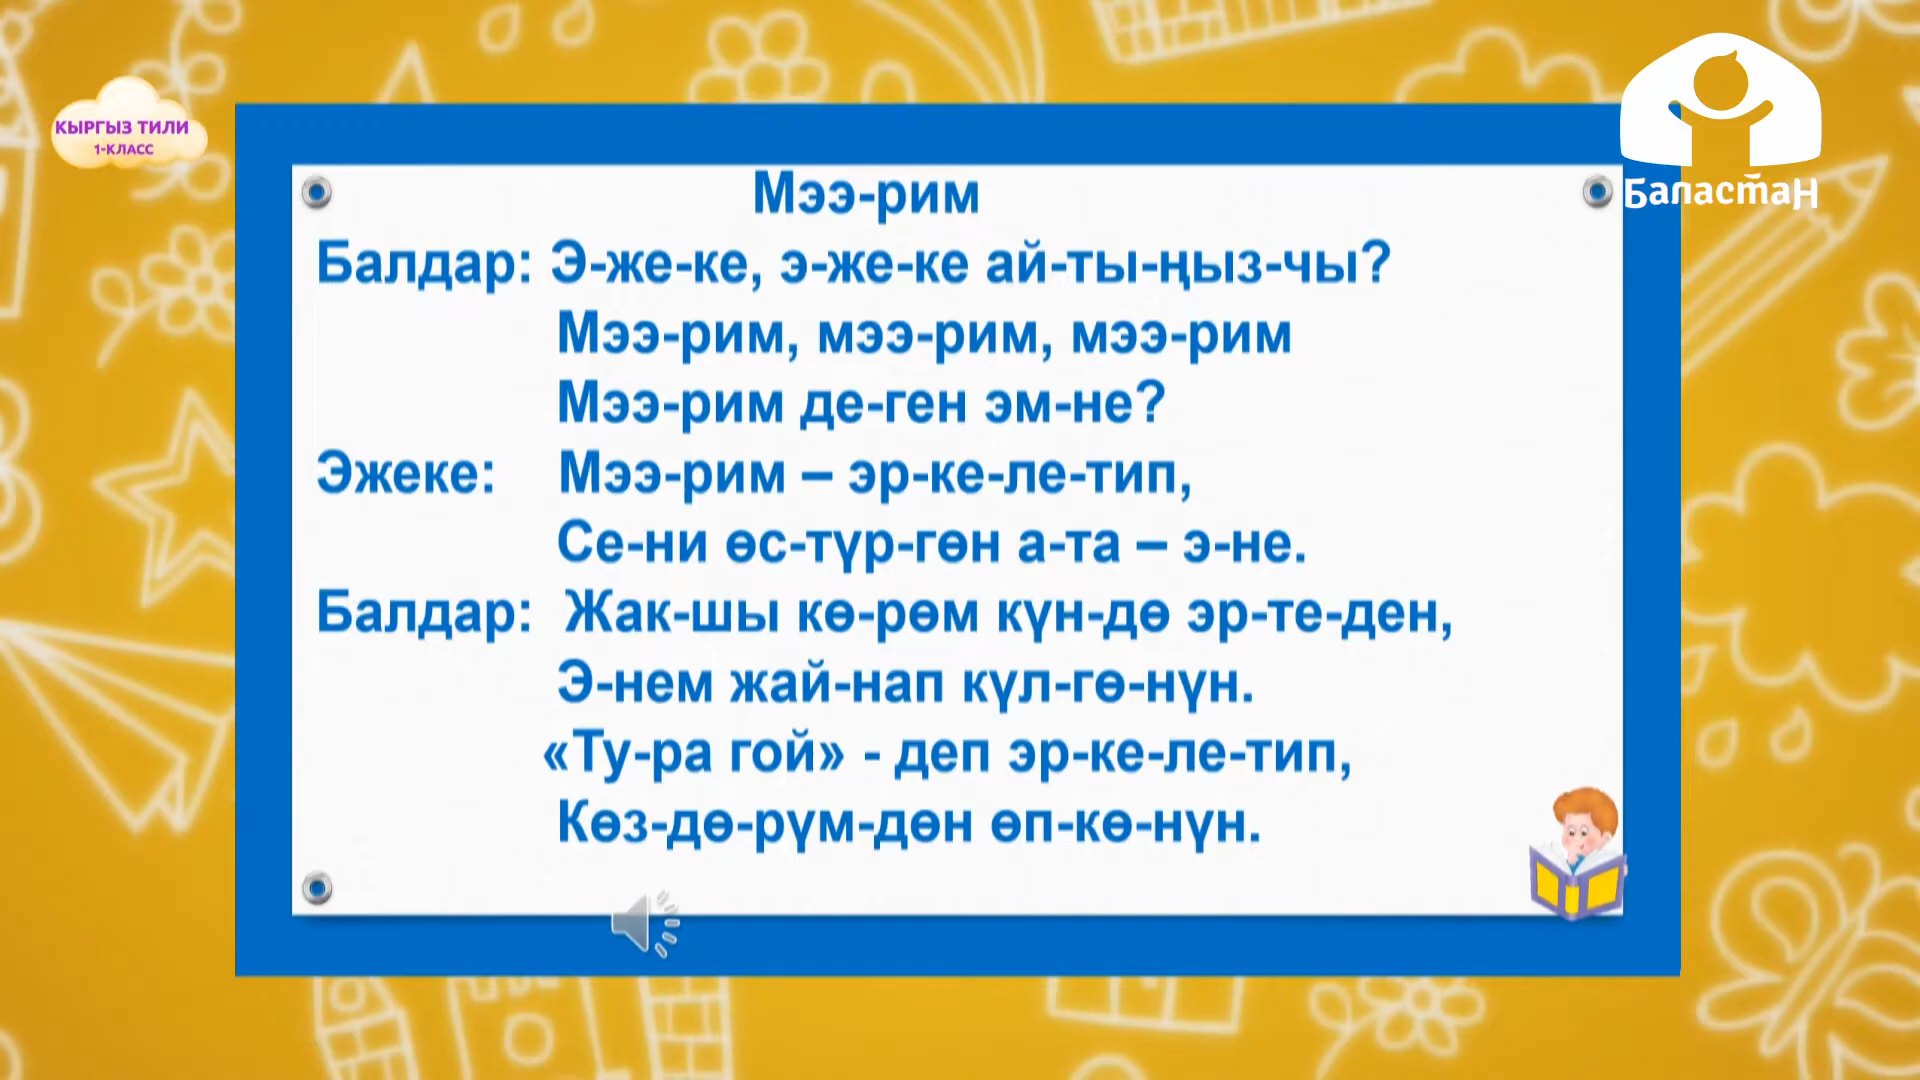 КЫРГЫЗ ТИЛИ
1-КЛАСС
Баластан
Мээ-рим
Балдар: Э-же-ке, э-же-ке ай-ты-ңыз-чы?
Мээ-рим, мээ-рим, мээ-рим
Мээ-рим де-ген эм-не?
Эжеке: Мээ-рим – эр-ке-ле-тип,
Се-ни өс-түр-гөн а-та – э-не.
Балдар: Жак-шы кө-рөм күн-дө эр-те-ден,
Э-нем жай-нап күл-гө-нүн.
«Ту-ра гой» - деп эр-ке-ле-тип,
Көз-дө-рүм-дөн өп-кө-нүн.